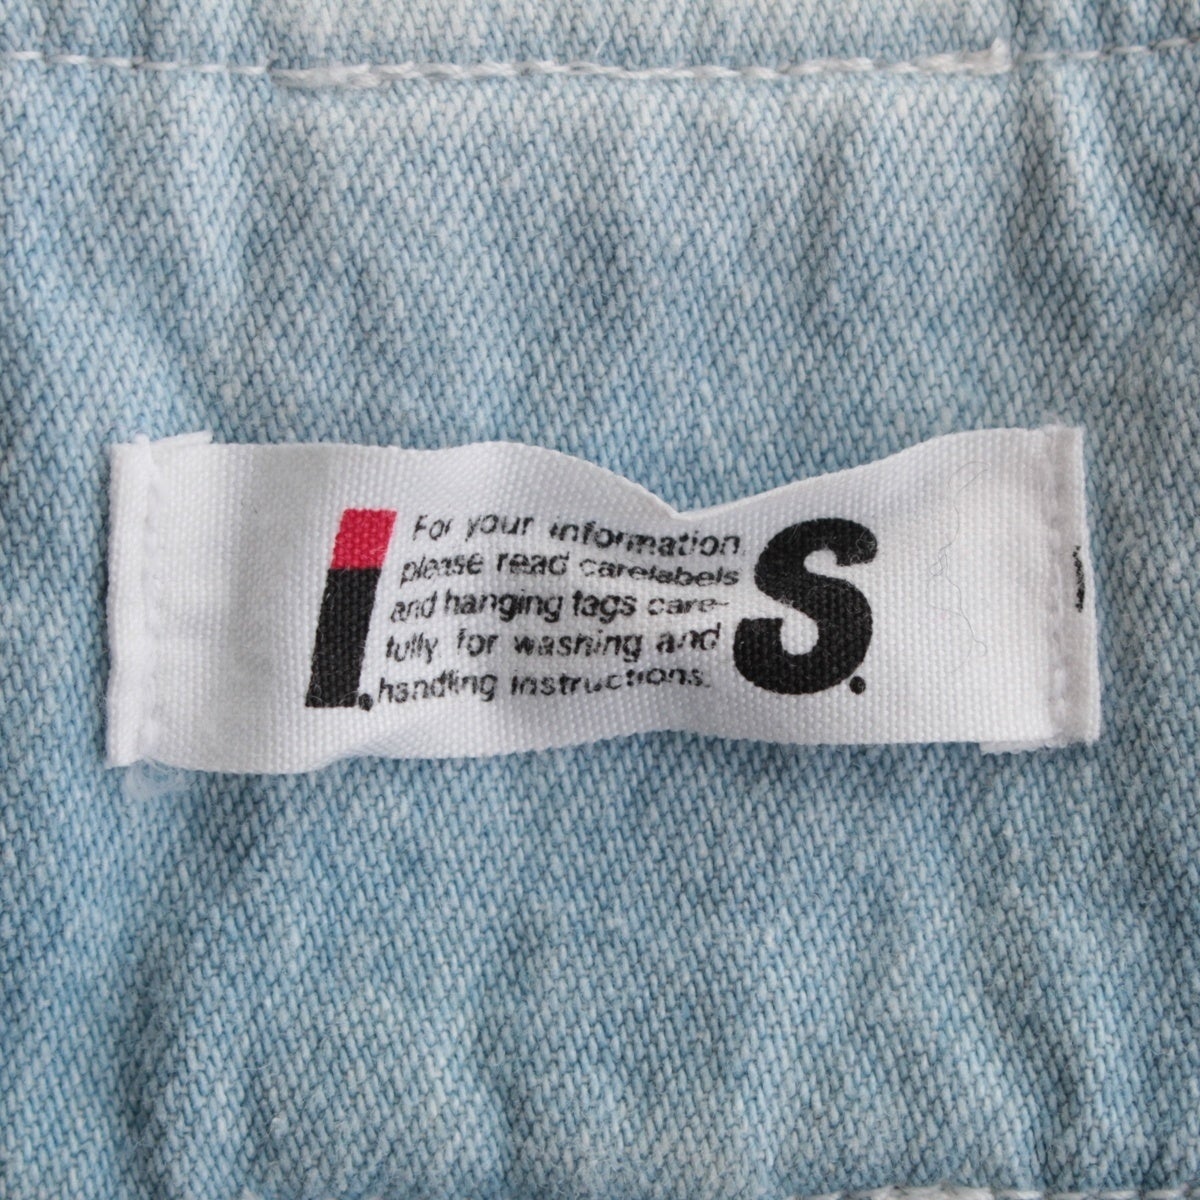 I. S.
For your information,
please read carelabels
and hanging tags care-
fully for washing and
handling instructions.